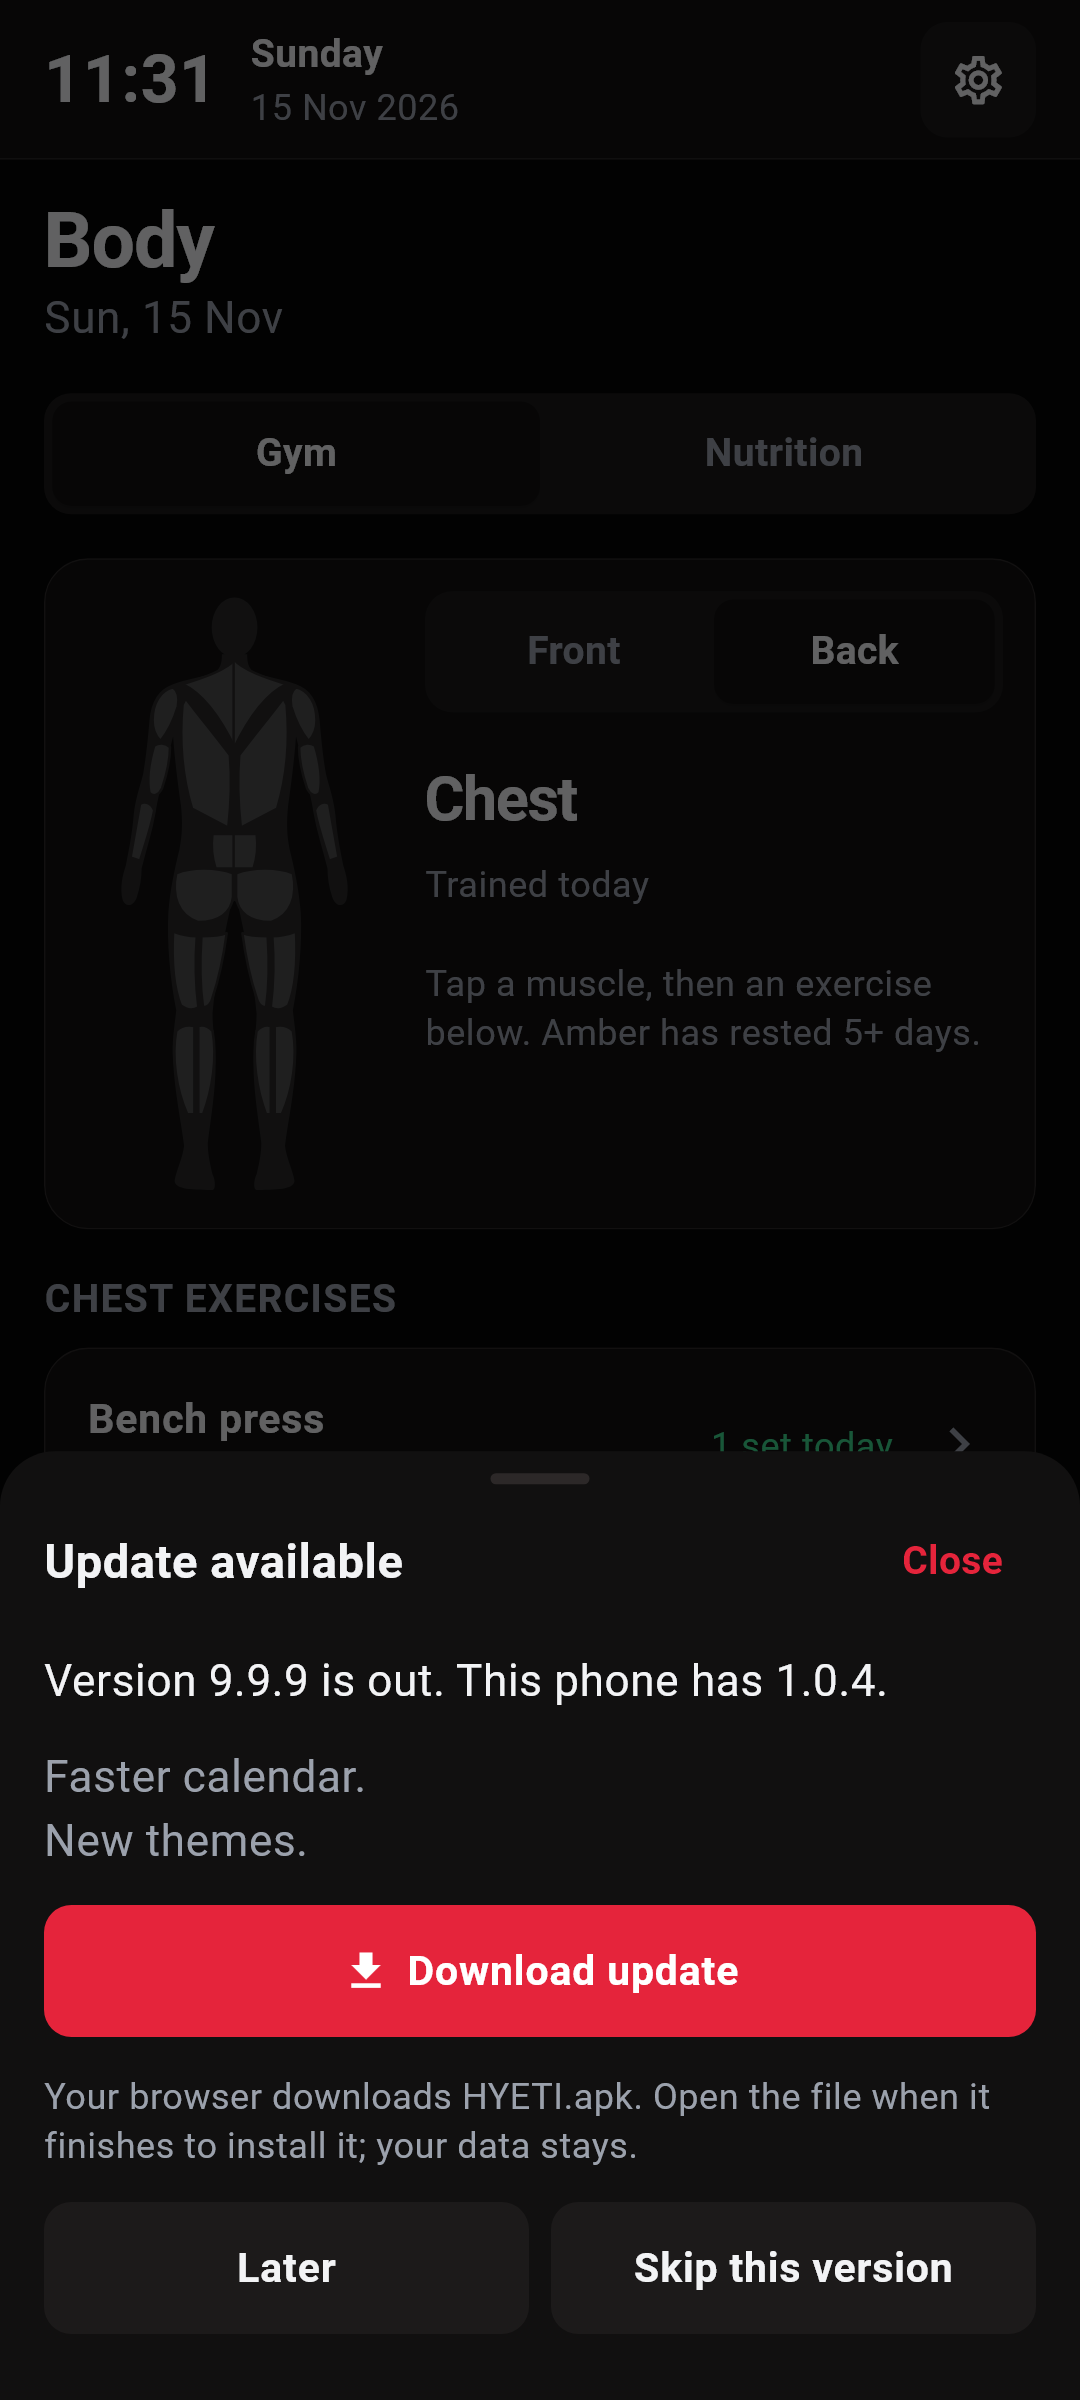 11:31
Sunday
15 Nov 2026
Body
Sun, 15 Nov
Gym
Nutrition
Front
Back
Chest
Trained today
Tap a muscle, then an exercise
below. Amber has rested 5+ days.
CHEST EXERCISES
Bench press
1 set today
Update available
Close
Version 9.9.9 is out. This phone has 1.0.4.
Faster calendar.
New themes.
Download update
Your browser downloads HYETI.apk. Open the file when it
finishes to install it; your data stays.
Later
Skip this version